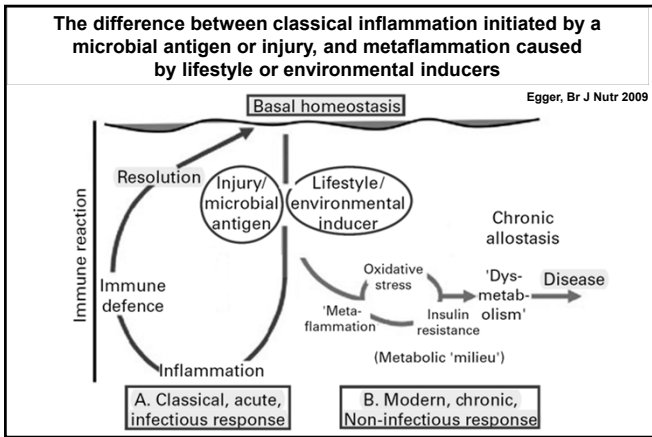 The difference between classical inflammation initiated by a
microbial antigen or injury, and metaflammation caused
by lifestyle or environmental inducers
Egger, Br J Nutr 2009
Basal homeostasis
Immune reaction
Resolution
Injury/
microbial
antigen
Lifestyle/
environmental
inducer
Immune
defence
Inflammation
Chronic
allostasis
Oxidative
stress
'Meta-
flammation
Insulin
resistance
(Metabolic 'milieu')
'Dys-
metab-
olism'
Disease
A. Classical, acute,
infectious response
B. Modern, chronic,
Non-infectious response